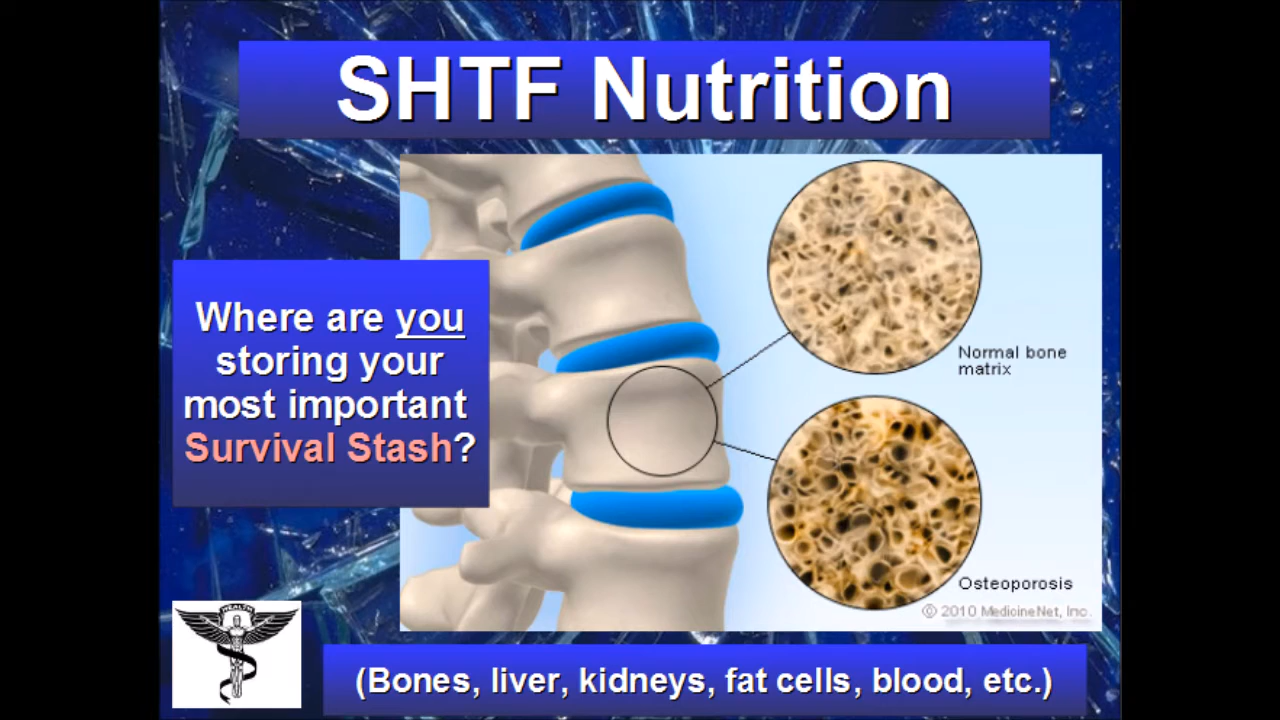 SHTF Nutrition
Where are you
storing your
most important
Survival Stash?
Normal bone
matrix
Osteoporosis
© 2010 MedicineNet, Inc.
HEALTH
(Bones, liver, kidneys, fat cells, blood, etc.)